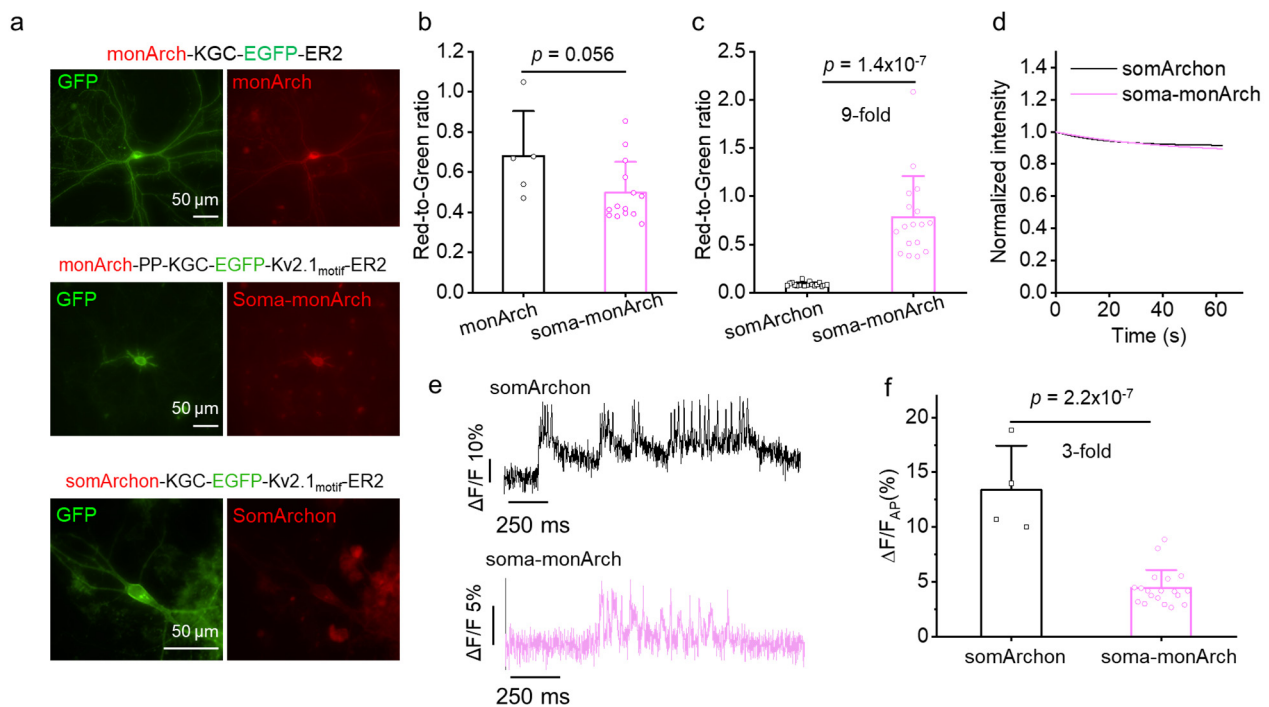 a
monArch-KGC-EGFP-ER2
GFP
monArch
50 μm
monArch-PP-KGC-EGFP-Kv2.1motif-ER2
GFP
Soma-monArch
50 μm
somArchon-KGC-EGFP-Kv2.1motif-ER2
GFP
SomArchon
50 μm
b
p = 0.056
Red-to-Green ratio
1.2
1.0
0.8
0.6
0.4
0.2
0.0
monArch
soma-monArch
c
p = 1.4x10-7
9-fold
Red-to-Green ratio
2.5
2.0
1.5
1.0
0.5
0.0
somArchon
soma-monArch
d
somArchon
soma-monArch
Normalized intensity
1.4
1.2
1.0
0.8
0.6
0.4
0.2
0.0
0 20 40 60
Time (s)
e
somArchon
ΔF/F 10%
250 ms
soma-monArch
ΔF/F 5%
250 ms
f
p = 2.2x10-7
3-fold
ΔF/FAP(%)
20
15
10
5
0
somArchon
soma-monArch